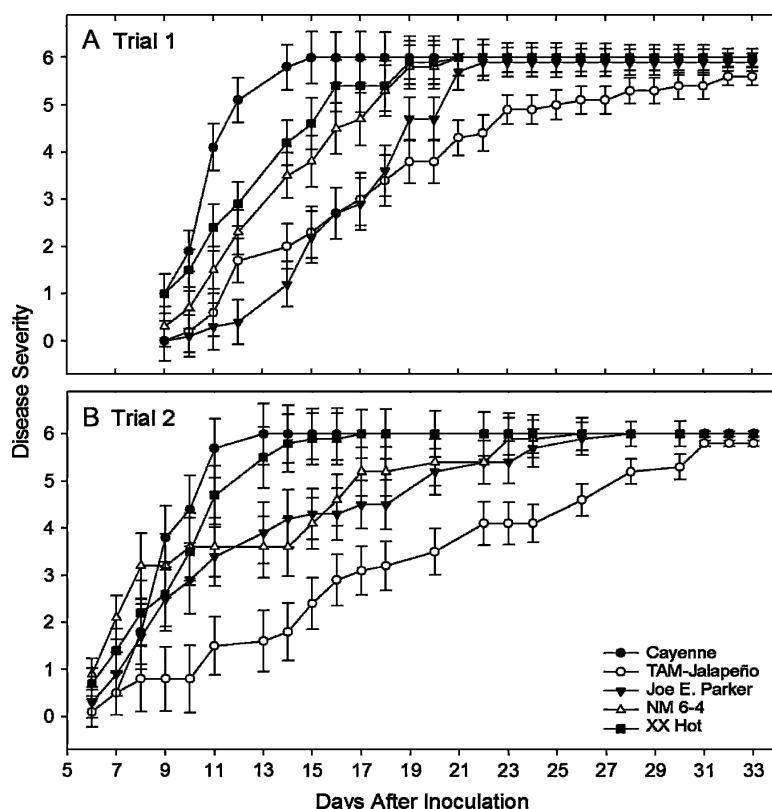 A Trial 1
6
5
4
3
2
1
0
Disease Severity
B Trial 2
6
5
4
3
2
1
0
Cayenne
TAM-Jalapeño
Joe E. Parker
NM 6-4
XX Hot
5 7 9 11 13 15 17 19 21 23 25 27 29 31 33
Days After Inoculation